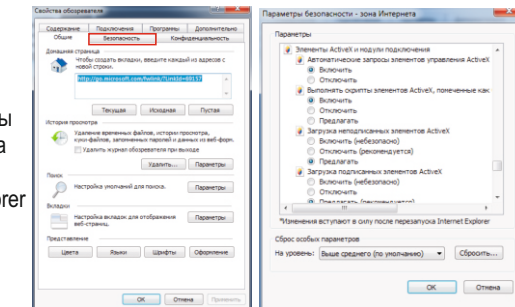 ы
а
orer
Свойства обозревателя
Содержание Подключения Программы Дополнительно
Общие Безопасность Конфиденциальность
Домашняя страница
Чтобы создать вкладки, введите каждый из адресов с
новой строки.
http://go.microsoft.com/fwlink/?LinkId=69157
Текущая Исходная Пустая
История просмотра
Удаление временных файлов, истории просмотра,
куки-файлов, заполненных паролей и данных из веб-форм.
Удалить журнал обозревателя при выходе
Удалить... Параметры
Поиск
Настройка умолчаний для поиска. Параметры
Вкладки
Настройка вкладок для отображения
веб-страниц. Параметры
Представление
Цвета Языки Шрифты Оформление
ОК Отмена Применить
Параметры безопасности - зона Интернета
Параметры
Элементы ActiveX и модули подключения
Автоматические запросы элементов управления ActiveX
Включить
Отключить
Выполнять скрипты элементов ActiveX, помеченные как
Включить
Отключить
Предлагать
Загрузка неподписанных элементов ActiveX
Включить (небезопасно)
Отключить (рекомендуется)
Предлагать
Загрузка подписанных элементов ActiveX
Включить (небезопасно)
Отключить
Предлагать (рекомендуется)
*Изменения вступают в силу после перезапуска Internet Explorer
Сброс особых параметров
На уровень: Выше среднего (по умолчанию) Сбросить...
ОК Отмена